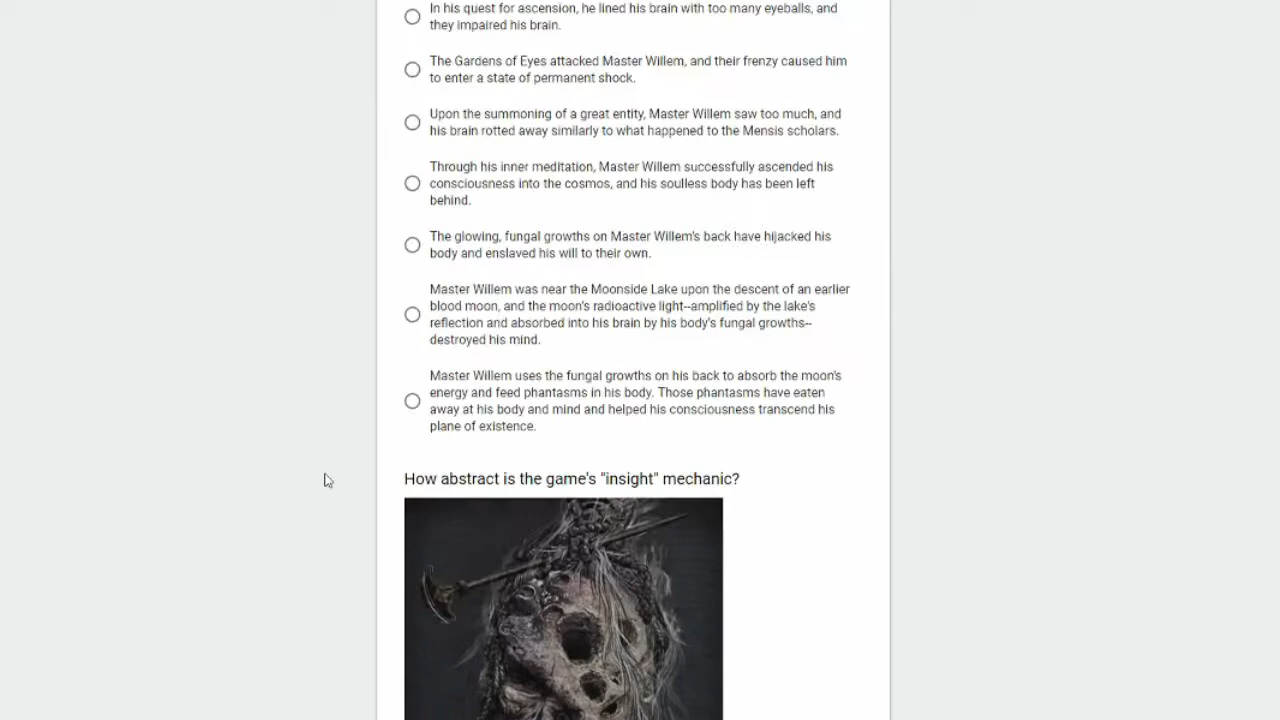 In his quest for ascension, he lined his brain with too many eyeballs, and
they impaired his brain.
The Gardens of Eyes attacked Master Willem, and their frenzy caused him
to enter a state of permanent shock.
Upon the summoning of a great entity, Master Willem saw too much, and
his brain rotted away similarly to what happened to the Mensis scholars.
Through his inner meditation, Master Willem successfully ascended his
consciousness into the cosmos, and his soulless body has been left
behind.
The glowing, fungal growths on Master Willem's back have hijacked his
body and enslaved his will to their own.
Master Willem was near the Moonside Lake upon the descent of an earlier
blood moon, and the moon's radioactive light--amplified by the lake's
reflection and absorbed into his brain by his body's fungal growths--
destroyed his mind.
Master Willem uses the fungal growths on his back to absorb the moon's
energy and feed phantasms in his body. Those phantasms have eaten
away at his body and mind and helped his consciousness transcend his
plane of existence.
How abstract is the game's "insight" mechanic?